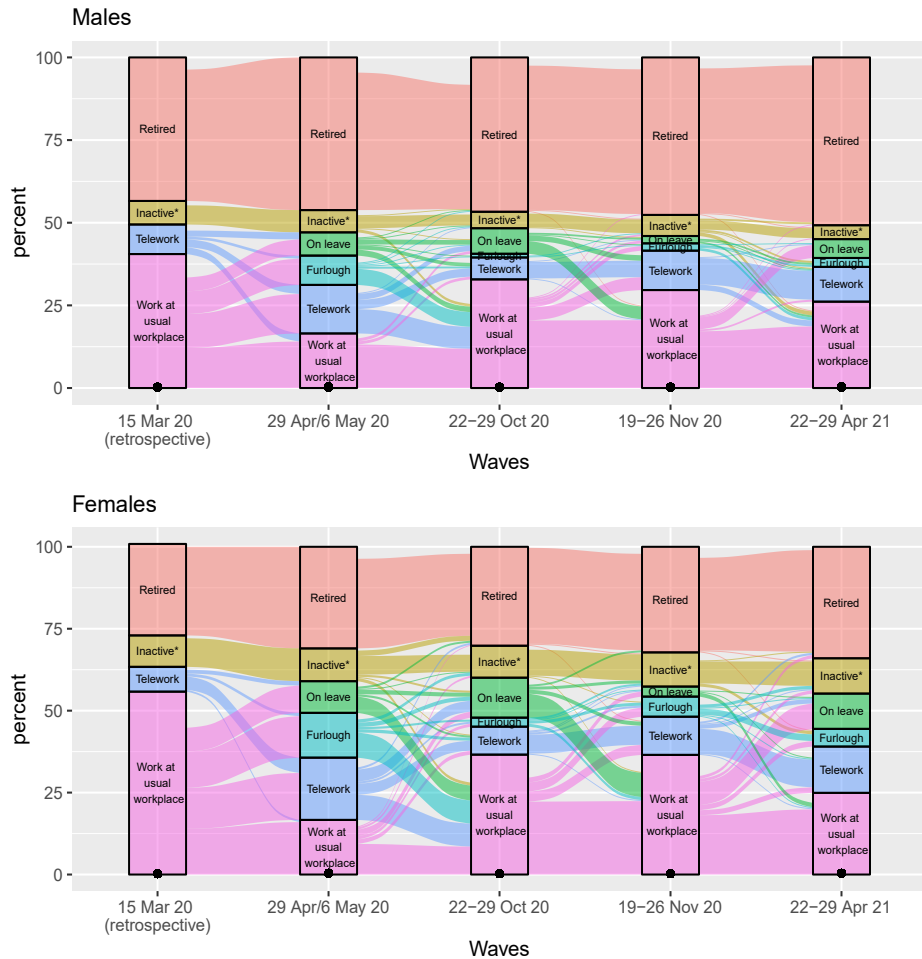 Males
percent
100
75
50
25
0
Retired
Inactive*
Telework
Work at
usual
workplace
Retired
Inactive*
On leave
Furlough
Telework
Work at
usual
workplace
Retired
Inactive*
On leave
Furlough
Telework
Work at
usual
workplace
Retired
Inactive*
On leave
Furlough
Telework
Work at
usual
workplace
Retired
Inactive*
On leave
Furlough
Telework
Work at
usual
workplace
15 Mar 20
(retrospective)
29 Apr/6 May 20
22−29 Oct 20
19−26 Nov 20
22−29 Apr 21
Waves
Females
percent
100
75
50
25
0
Retired
Inactive*
Telework
Work at
usual
workplace
Retired
Inactive*
On leave
Furlough
Telework
Work at
usual
workplace
Retired
Inactive*
On leave
Furlough
Telework
Work at
usual
workplace
Retired
Inactive*
On leave
Furlough
Telework
Work at
usual
workplace
Retired
Inactive*
On leave
Furlough
Telework
Work at
usual
workplace
15 Mar 20
(retrospective)
29 Apr/6 May 20
22−29 Oct 20
19−26 Nov 20
22−29 Apr 21
Waves